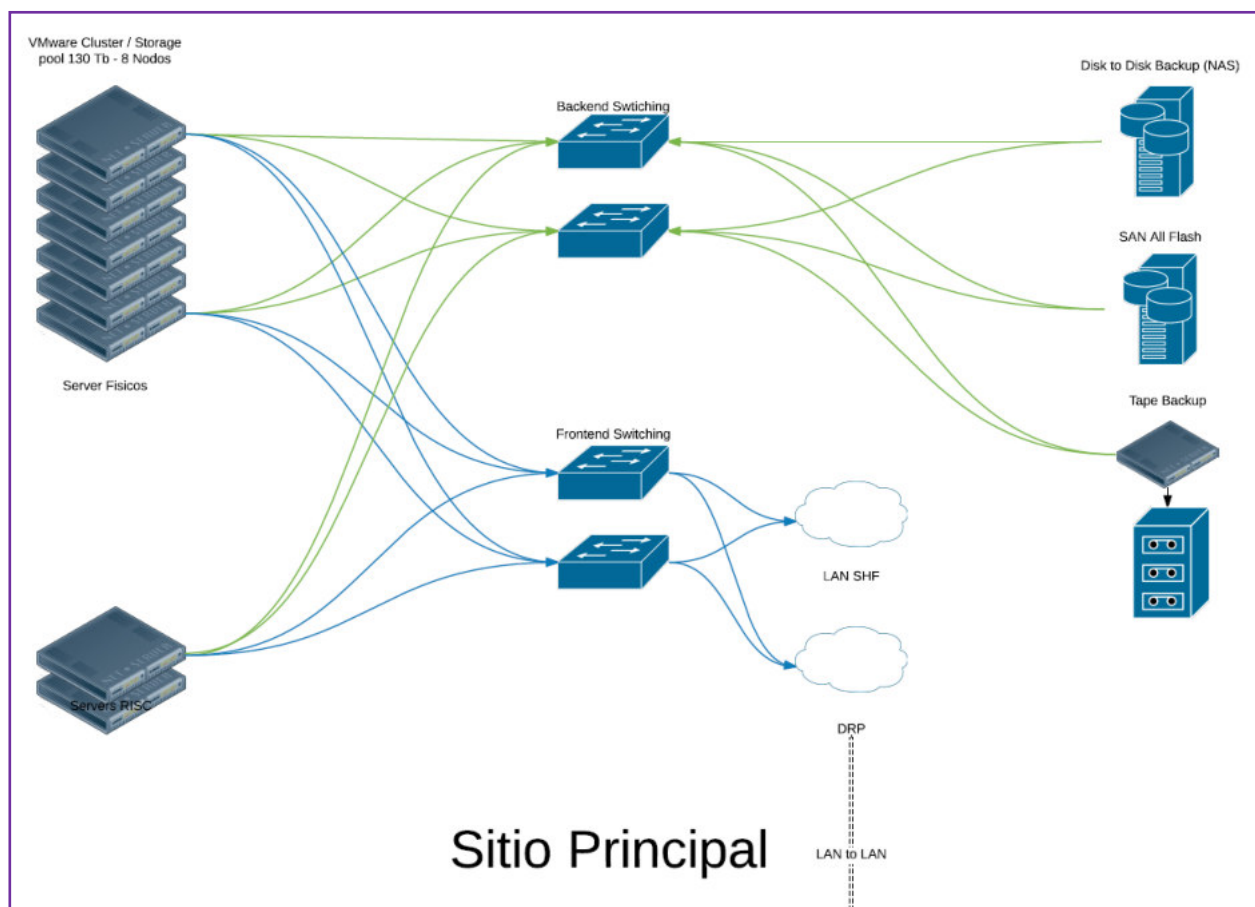 VMware Cluster / Storage
pool 130 Tb - 8 Nodos
Disk to Disk Backup (NAS)
Backend Swtiching
SAN All Flash
Server Fisicos
Tape Backup
Frontend Switching
LAN SHF
Servers RISC
DRP
Sitio Principal
LAN to LAN